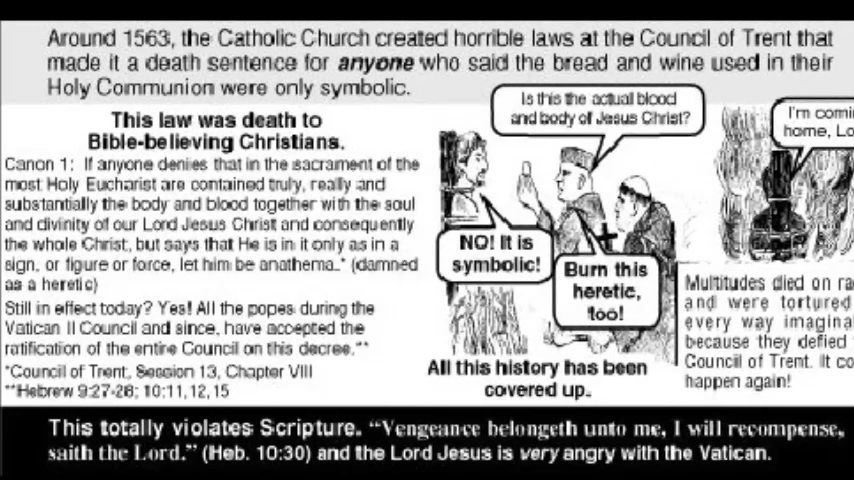 Around 1563, the Catholic Church created horrible laws at the Council of Trent that
made it a death sentence for anyone who said the bread and wine used in their
Holy Communion were only symbolic.
This law was death to
Bible-believing Christians.
Canon 1: If anyone denies that in the sacrament of the
most Holy Eucharist are contained truly, really and
substantially the body and blood together with the soul
and divinity of our Lord Jesus Christ and consequently
the whole Christ, but says that He is in it only as in a
sign, or figure or force, let him be anathema.* (damned
as a heretic)
Still in effect today? Yes! All the popes during the
Vatican II Council and since, have accepted the
ratification of the entire Council on this decree.**
*Council of Trent, Session 13, Chapter VIII
**Hebrew 9:27-28; 10:11,12,15
Is this the actual blood
and body of Jesus Christ?
NO! It is
symbolic!
Burn this
heretic,
too!
All this history has been
covered up.
I'm comin
home, Lo
Multitudes died on ra
and were tortured
every way imagina
because they defied
Council of Trent. It co
happen again!
This totally violates Scripture. “Vengeance belongeth unto me, I will recompense,
saith the Lord.” (Heb. 10:30) and the Lord Jesus is very angry with the Vatican.